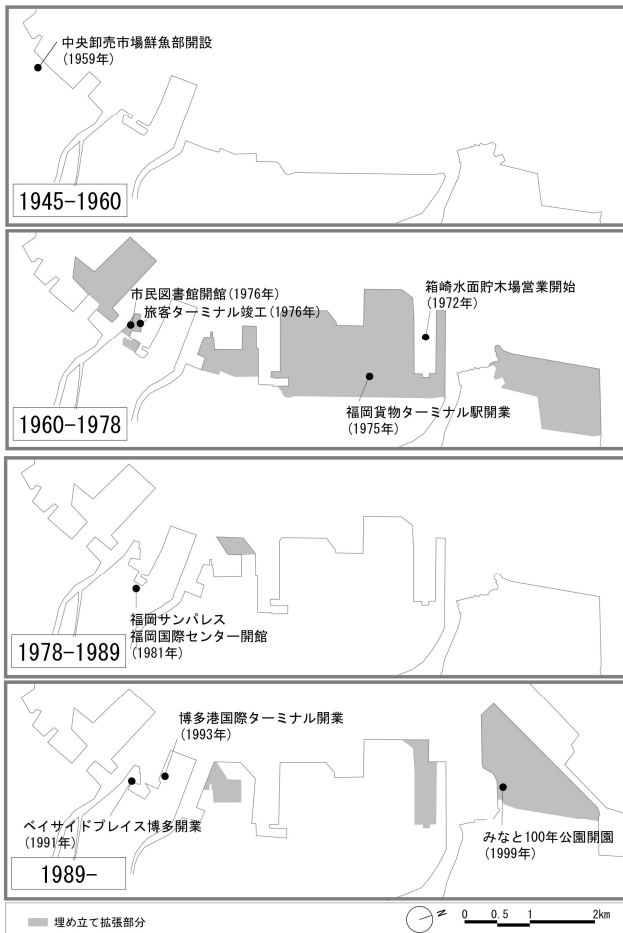 中央卸売市場鮮魚部開設
(1959年)
1945-1960
市民図書館開館(1976年)
旅客ターミナル竣工(1976年)
箱崎水面貯木場営業開始
(1972年)
福岡貨物ターミナル駅開業
(1975年)
1960-1978
福岡サンパレス
福岡国際センター開館
(1981年)
1978-1989
博多港国際ターミナル開業
(1993年)
ベイサイドプレイス博多開業
(1991年)
みなと100年公園開園
(1999年)
1989-
埋め立て拡張部分
N
0 0.5 1 2km